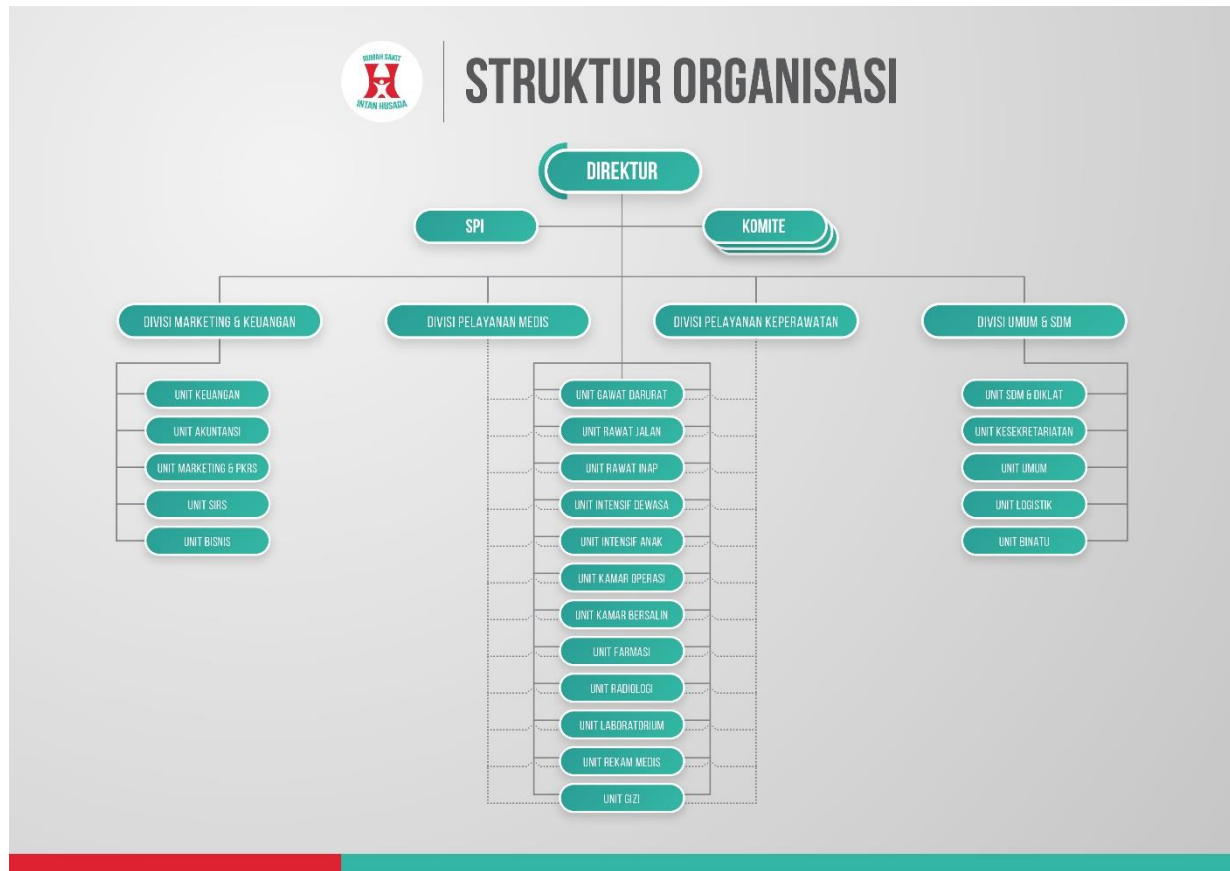 RUMAH SAKIT
INTAN HUSADA
STRUKTUR ORGANISASI
DIREKTUR
SPI
KOMITE
DIVISI MARKETING & KEUANGAN
DIVISI PELAYANAN MEDIS
DIVISI PELAYANAN KEPERAWATAN
DIVISI UMUM & SDM
UNIT KEUANGAN
UNIT AKUNTANSI
UNIT MARKETING & PKRS
UNIT SIRS
UNIT BISNIS
UNIT GAWAT DARURAT
UNIT RAWAT JALAN
UNIT RAWAT INAP
UNIT INTENSIF DEWASA
UNIT INTENSIF ANAK
UNIT KAMAR OPERASI
UNIT KAMAR BERSALIN
UNIT FARMASI
UNIT RADIOLOGI
UNIT LABORATORIUM
UNIT REKAM MEDIS
UNIT GIZI
UNIT SDM & DIKLAT
UNIT KESEKRETARIATAN
UNIT UMUM
UNIT LOGISTIK
UNIT BINATU